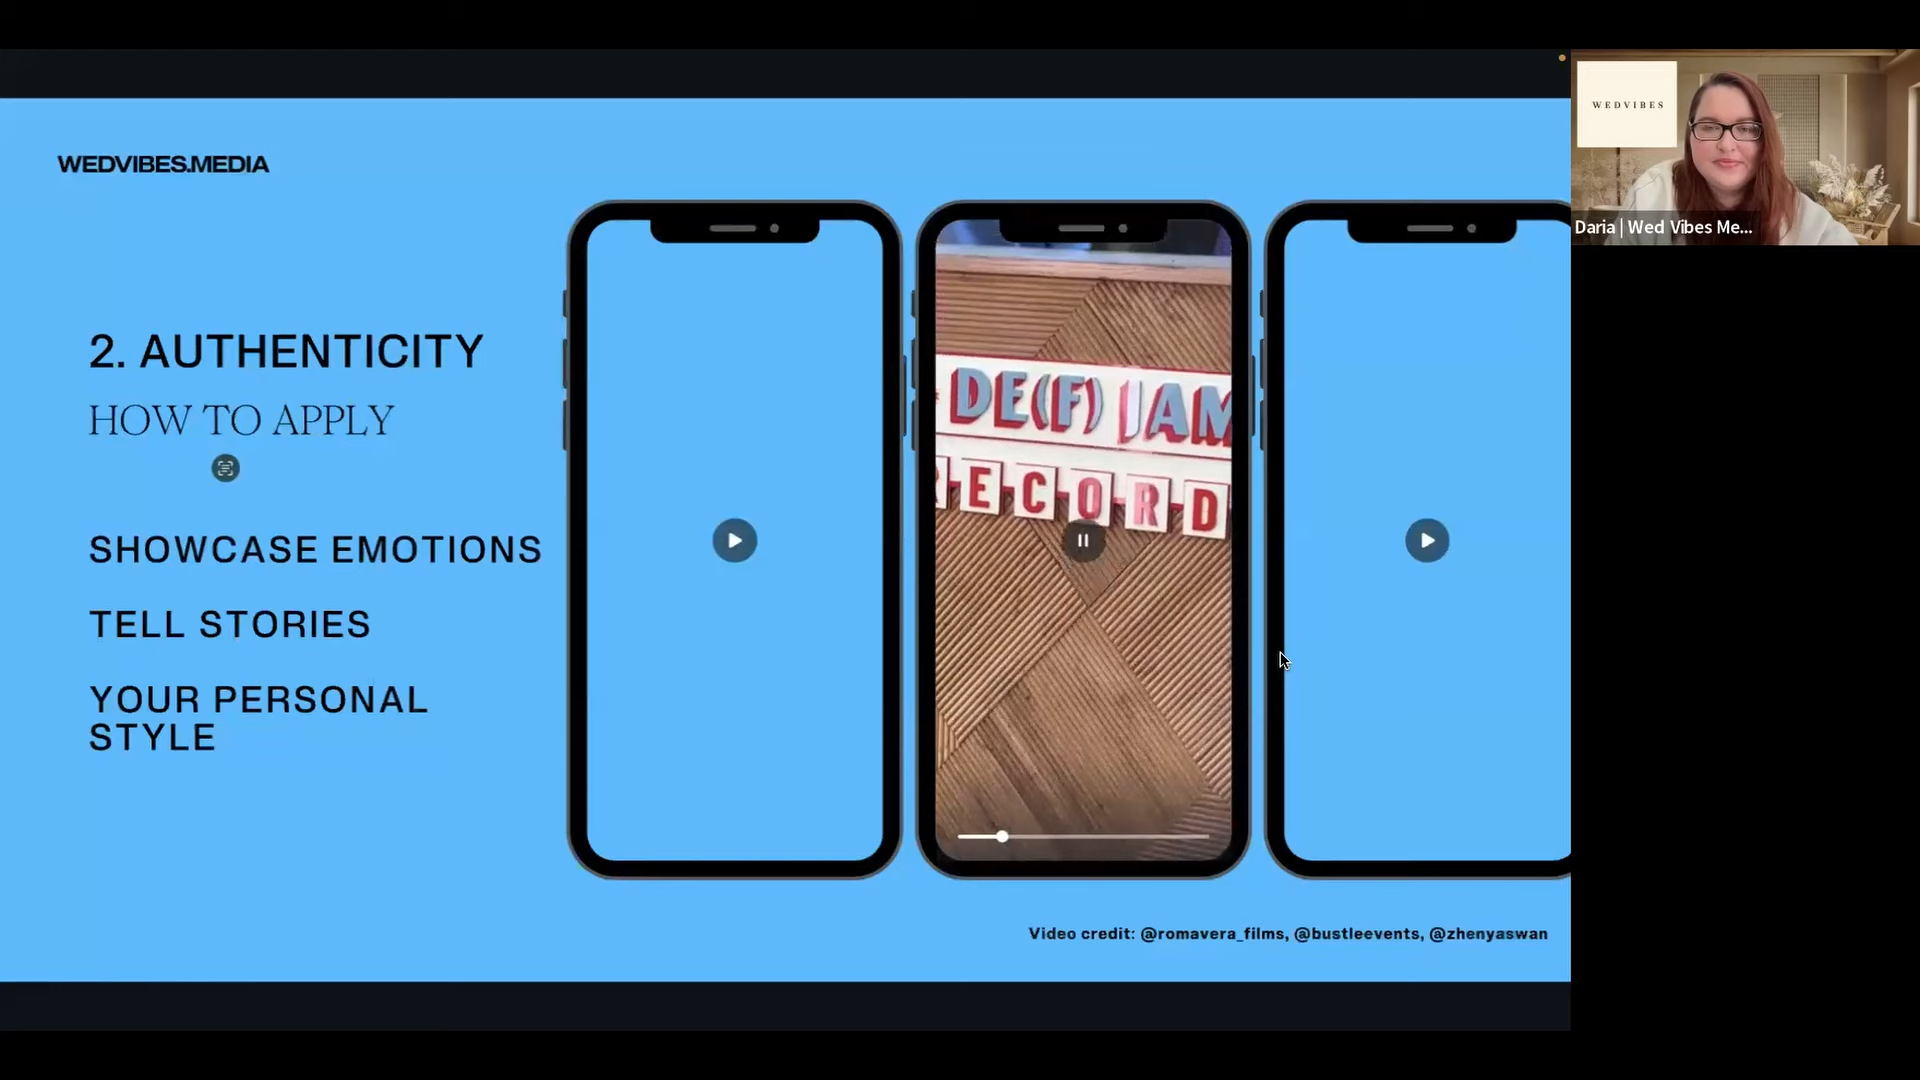 WEDVIBES.MEDIA
2. AUTHENTICITY
HOW TO APPLY
SHOWCASE EMOTIONS
TELL STORIES
YOUR PERSONAL
STYLE
DE(F) JAM
RECORD
Video credit: @romavera_films, @bustleevents, @zhenyaswan
WEDVIBES
Daria | Wed Vibes Me...